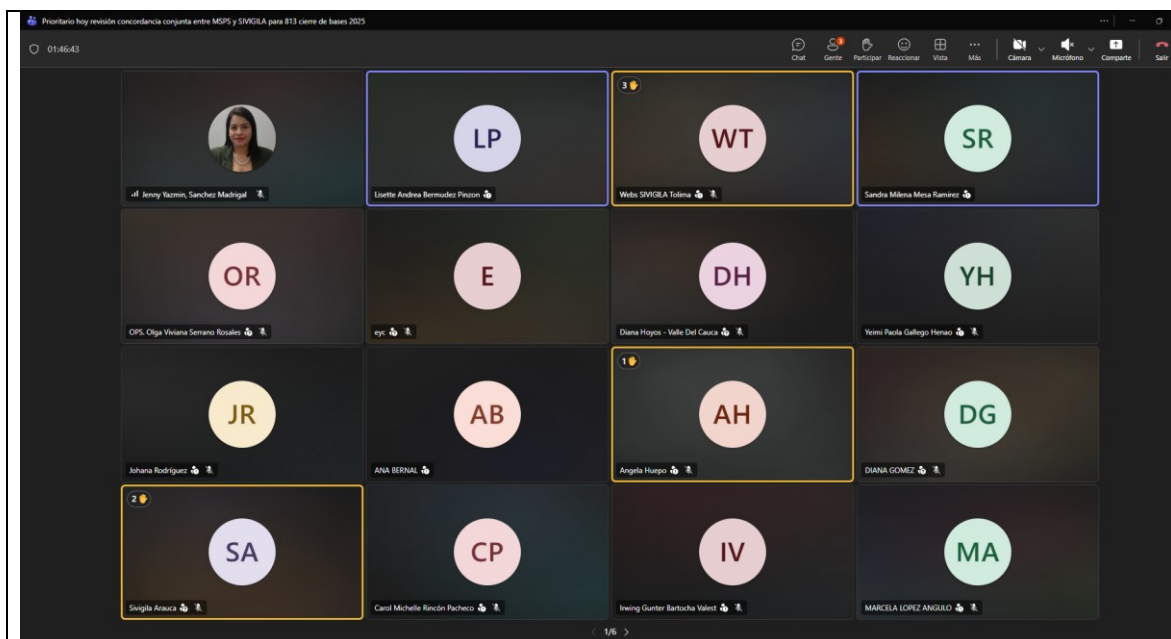 Prioritario hoy revisión concordancia conjunta entre MSPS y SIVIGILA para 813 cierre de bases 2025
01:46:43
Chat
Gente
3
Participar
Reaccionar
Vista
Más
Cámara
Micrófono
Comparte
Salir
Jenny Yazmin, Sanchez Madrigal
LP
Lisette Andrea Bermudez Pinzon
3
WT
Webs SIVIGILA Tolima
SR
Sandra Milena Mesa Ramirez
OR
OPS. Olga Viviana Serrano Rosales
E
eyc
DH
Diana Hoyos - Valle Del Cauca
YH
Yeimi Paola Gallego Henao
JR
Johana Rodríguez
AB
ANA BERNAL
1
AH
Angela Huepo
DG
DIANA GOMEZ
2
SA
Sivigila Arauca
CP
Carol Michelle Rincón Pacheco
IV
Irwing Gunter Bartocha Valest
MA
MARCELA LOPEZ ANGULO
1/6